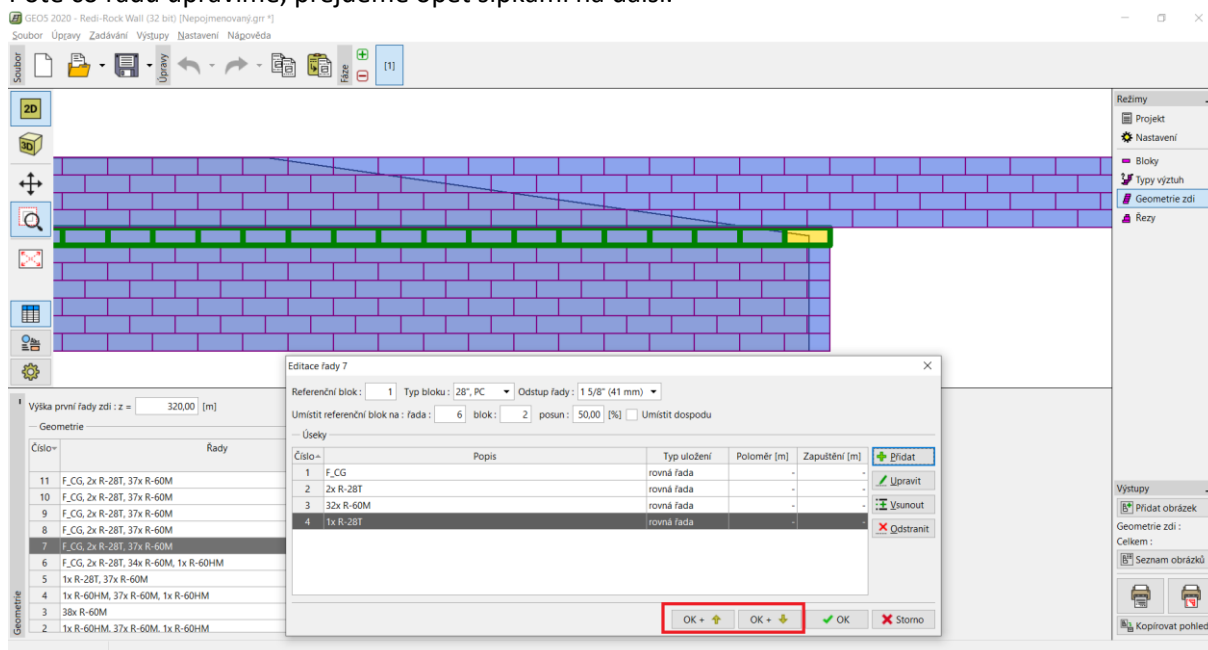 Poté co řadu upravíme, přejdeme opět šipkami na další.
GEO5 2020 - Redi-Rock Wall (32 bit) [Nepojmenovaný.grr *]
Soubor Úpravy Zadávání Výstupy Nastavení Nápověda
Soubor
Úpravy
Fáze
[1]
2D
3D
Režimy
Projekt
Nastavení
Bloky
Typy výztuh
Geometrie zdi
Řezy
Editace řady 7
Referenční blok : 1 Typ bloku : 28", PC Odstup řady : 1 5/8" (41 mm)
Umístit referenční blok na : řada : 6 blok : 2 posun : 50,00 [%] Umístit dospodu
Úseky
Číslo Popis Typ uložení Poloměr [m] Zapuštění [m]
1 F_CG rovná řada - -
2 2x R-28T rovná řada - -
3 32x R-60M rovná řada - -
4 1x R-28T rovná řada - -
Přidat
Upravit
Vsunout
Odstranit
OK + OK + OK Storno
Výška první řady zdi : z = 320,00 [m]
Geometrie
Číslo Řady
11 F_CG, 2x R-28T, 37x R-60M
10 F_CG, 2x R-28T, 37x R-60M
9 F_CG, 2x R-28T, 37x R-60M
8 F_CG, 2x R-28T, 37x R-60M
7 F_CG, 2x R-28T, 37x R-60M
6 F_CG, 2x R-28T, 34x R-60M, 1x R-60HM
5 1x R-28T, 37x R-60M
4 1x R-60HM, 37x R-60M, 1x R-60HM
3 38x R-60M
2 1x R-60HM, 37x R-60M, 1x R-60HM
Geometrie
Výstupy
Přidat obrázek
Geometrie zdi :
Celkem :
Seznam obrázků
Kopírovat pohled